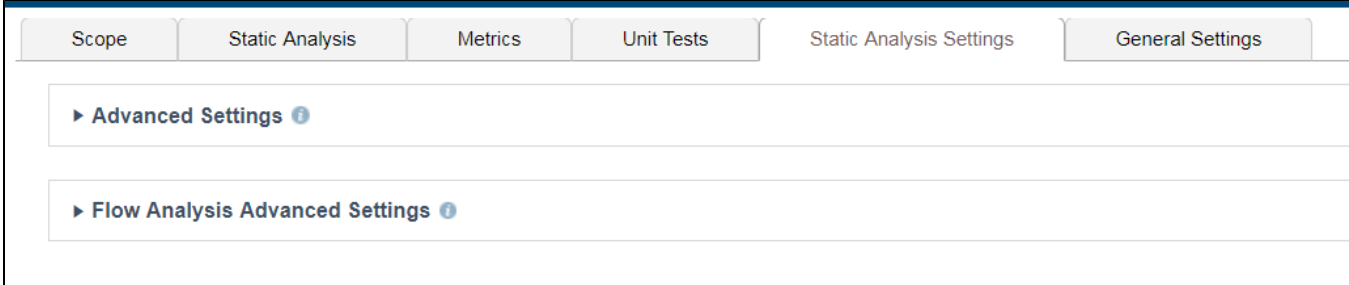 Scope Static Analysis Metrics Unit Tests Static Analysis Settings General Settings
Advanced Settings
Flow Analysis Advanced Settings